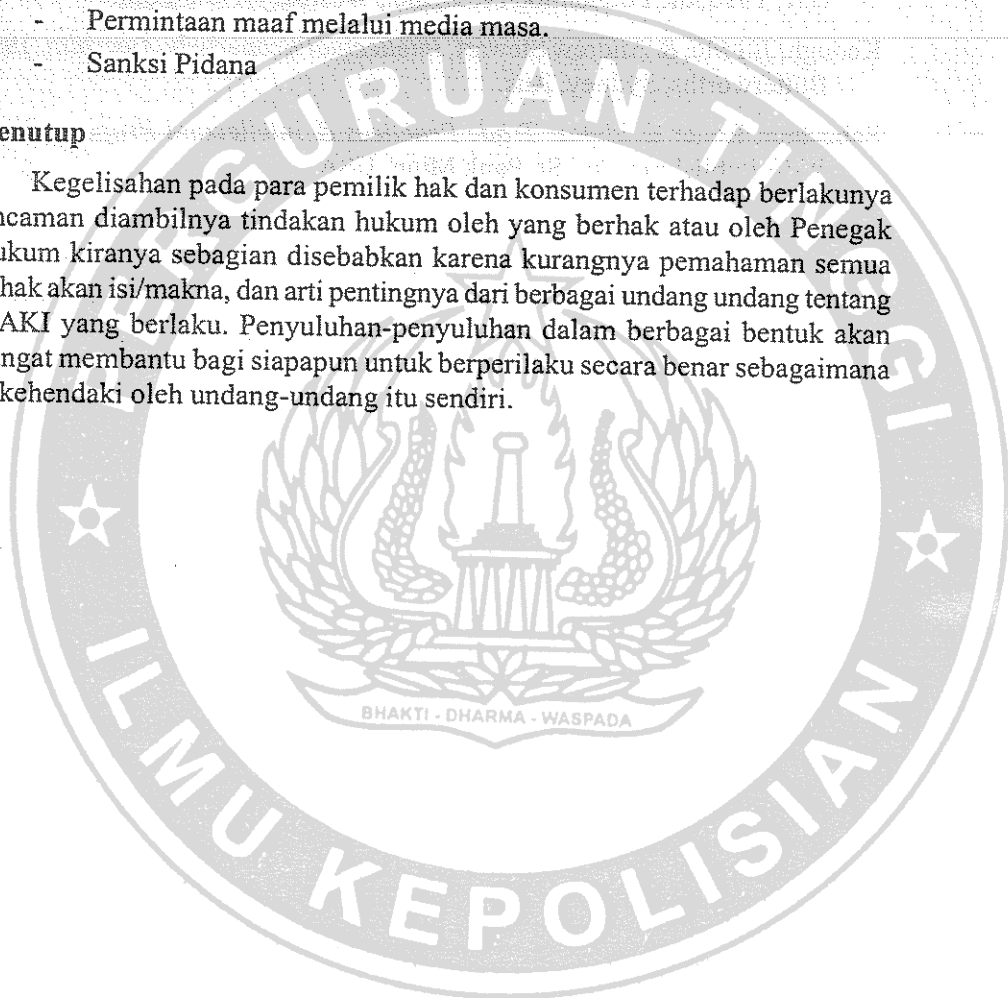 - Permintaan maaf melalui media masa.
- Sanksi Pidana
enutup
Kegelisahan pada para pemilik hak dan konsumen terhadap berlakunya
ncaman diambilnya tindakan hukum oleh yang berhak atau oleh Penegak
ukum kiranya sebagian disebabkan karena kurangnya pemahaman semua
hak akan isi/makna, dan arti pentingnya dari berbagai undang undang tentang
AKI yang berlaku. Penyuluhan-penyuluhan dalam berbagai bentuk akan
ngat membantu bagi siapapun untuk berperilaku secara benar sebagaimana
kehendaki oleh undang-undang itu sendiri.
PERGURUAN TINGGI
BHAKTI - DHARMA - WASPADA
ILMU KEPOLISIAN